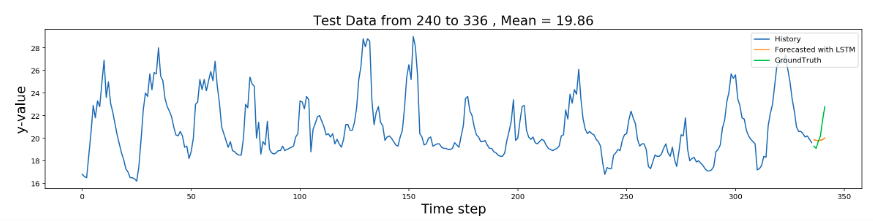 Test Data from 240 to 336 , Mean = 19.86
History
Forecasted with LSTM
GroundTruth
y-value
28
26
24
22
20
18
16
0
50
100
150
200
250
300
350
Time step